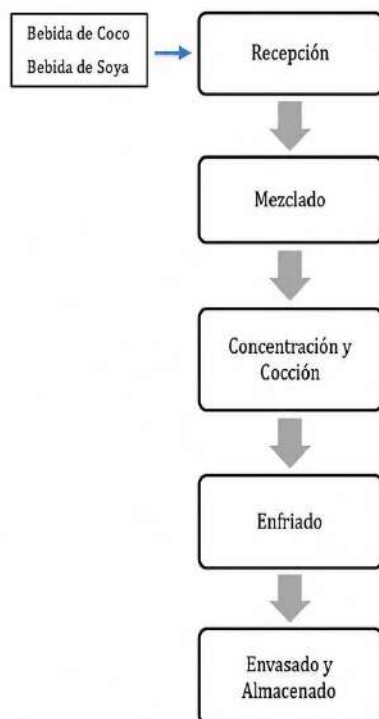 Bebida de Coco
Bebida de Soya
Recepción
Mezclado
Concentración y
Cocción
Enfriado
Envasado y
Almacenado